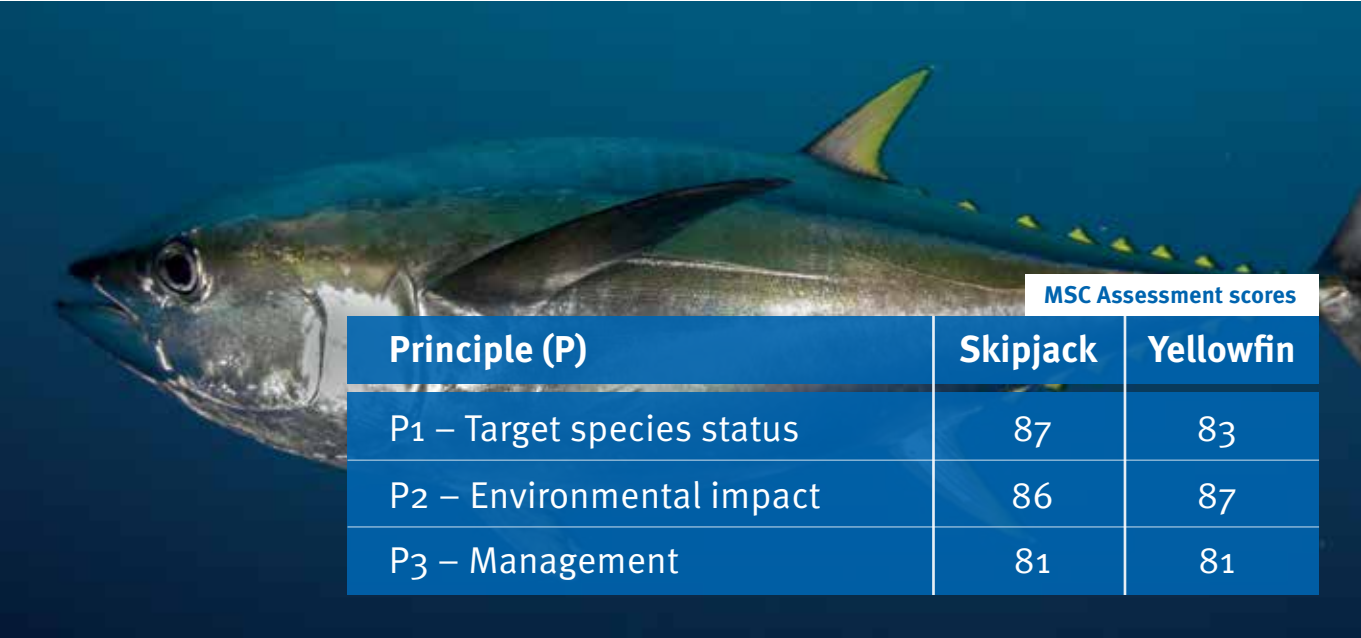 MSC Assessment scores
Principle (P) Skipjack Yellowfin
P1 – Target species status 87 83
P2 – Environmental impact 86 87
P3 – Management 81 81